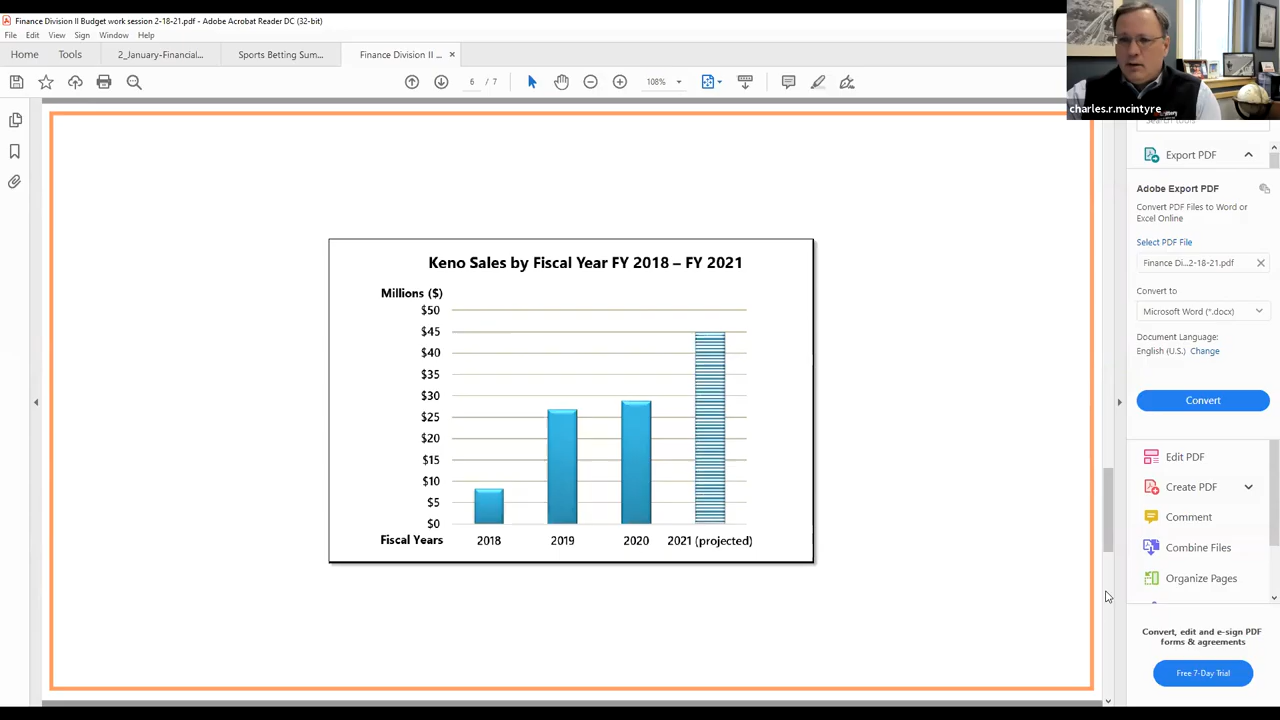 Finance Division II Budget work session 2-18-21.pdf - Adobe Acrobat Reader DC (32-bit)
File Edit View Sign Window Help
Home Tools 2_January-Financial... Sports Betting Sum... Finance Division II ... ×
6 / 7 108%
charles.r.mcintyre
Search tools
Export PDF
Adobe Export PDF
Convert PDF Files to Word or
Excel Online
Select PDF File
Finance Di...2-18-21.pdf
Convert to
Microsoft Word (*.docx)
Document Language:
English (U.S.) Change
Convert
Edit PDF
Create PDF
Comment
Combine Files
Organize Pages
Convert, edit and e-sign PDF
forms & agreements
Free 7-Day Trial
Keno Sales by Fiscal Year FY 2018 – FY 2021
Millions ($)
$50
$45
$40
$35
$30
$25
$20
$15
$10
$5
$0
Fiscal Years 2018 2019 2020 2021 (projected)